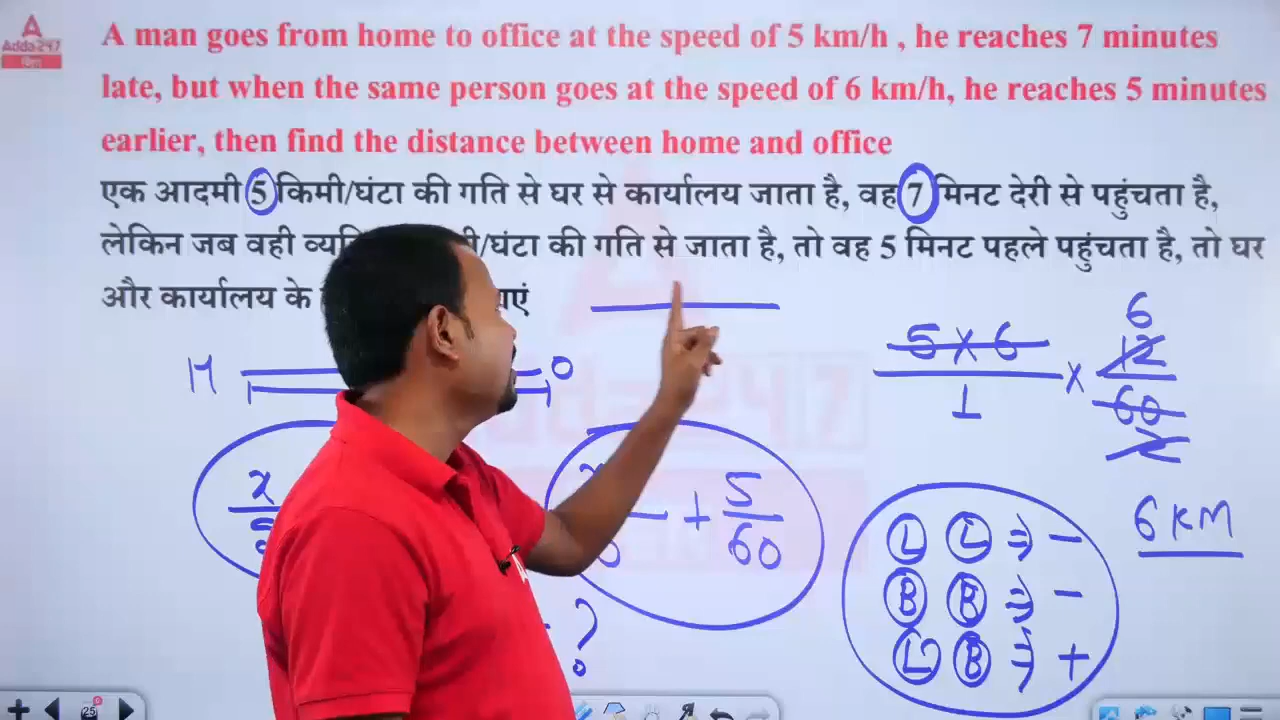 A man goes from home to office at the speed of 5 km/h , he reaches 7 minutes
late, but when the same person goes at the speed of 6 km/h, he reaches 5 minutes
earlier, then find the distance between home and office
एक आदमी 5 किमी/घंटा की गति से घर से कार्यालय जाता है, वह 7 मिनट देरी से पहुंचता है,
लेकिन जब वही घंटा की गति से जाता है, तो वह 5 मिनट पहले पहुंचता है, तो घर
और कार्यालय के
Adda247
H O
5 × 6
1
×
6
12
60
2
x
+ 5
60
?
L L ⇒ -
B B ⇒ -
L B ⇒ +
6 KM
25